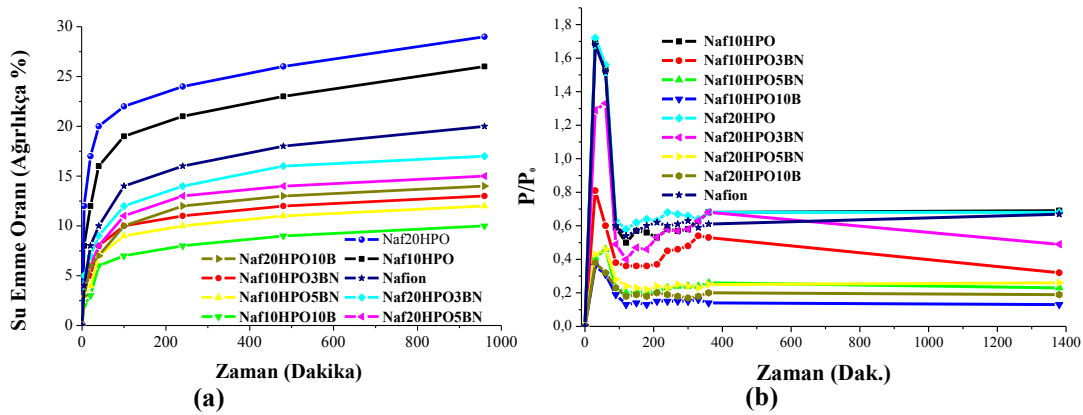 (a)
Su Emme Oranı (Ağırlıkça %)
30
25
20
15
10
5
0
0 200 400 600 800 1000
Zaman (Dakika)
Naf20HPO
Naf20HPO10B Naf10HPO
Naf10HPO3BN Nafion
Naf10HPO5BN Naf20HPO3BN
Naf10HPO10B Naf20HPO5BN
(a)
(b)
P/P₀
1,8
1,6
1,4
1,2
1,0
0,8
0,6
0,4
0,2
0,0
0 200 400 600 800 1000 1200 1400
Zaman (Dak.)
Naf10HPO
Naf10HPO3BN
Naf10HPO5BN
Naf10HPO10B
Naf20HPO
Naf20HPO3BN
Naf20HPO5BN
Naf20HPO10B
Nafion
(b)